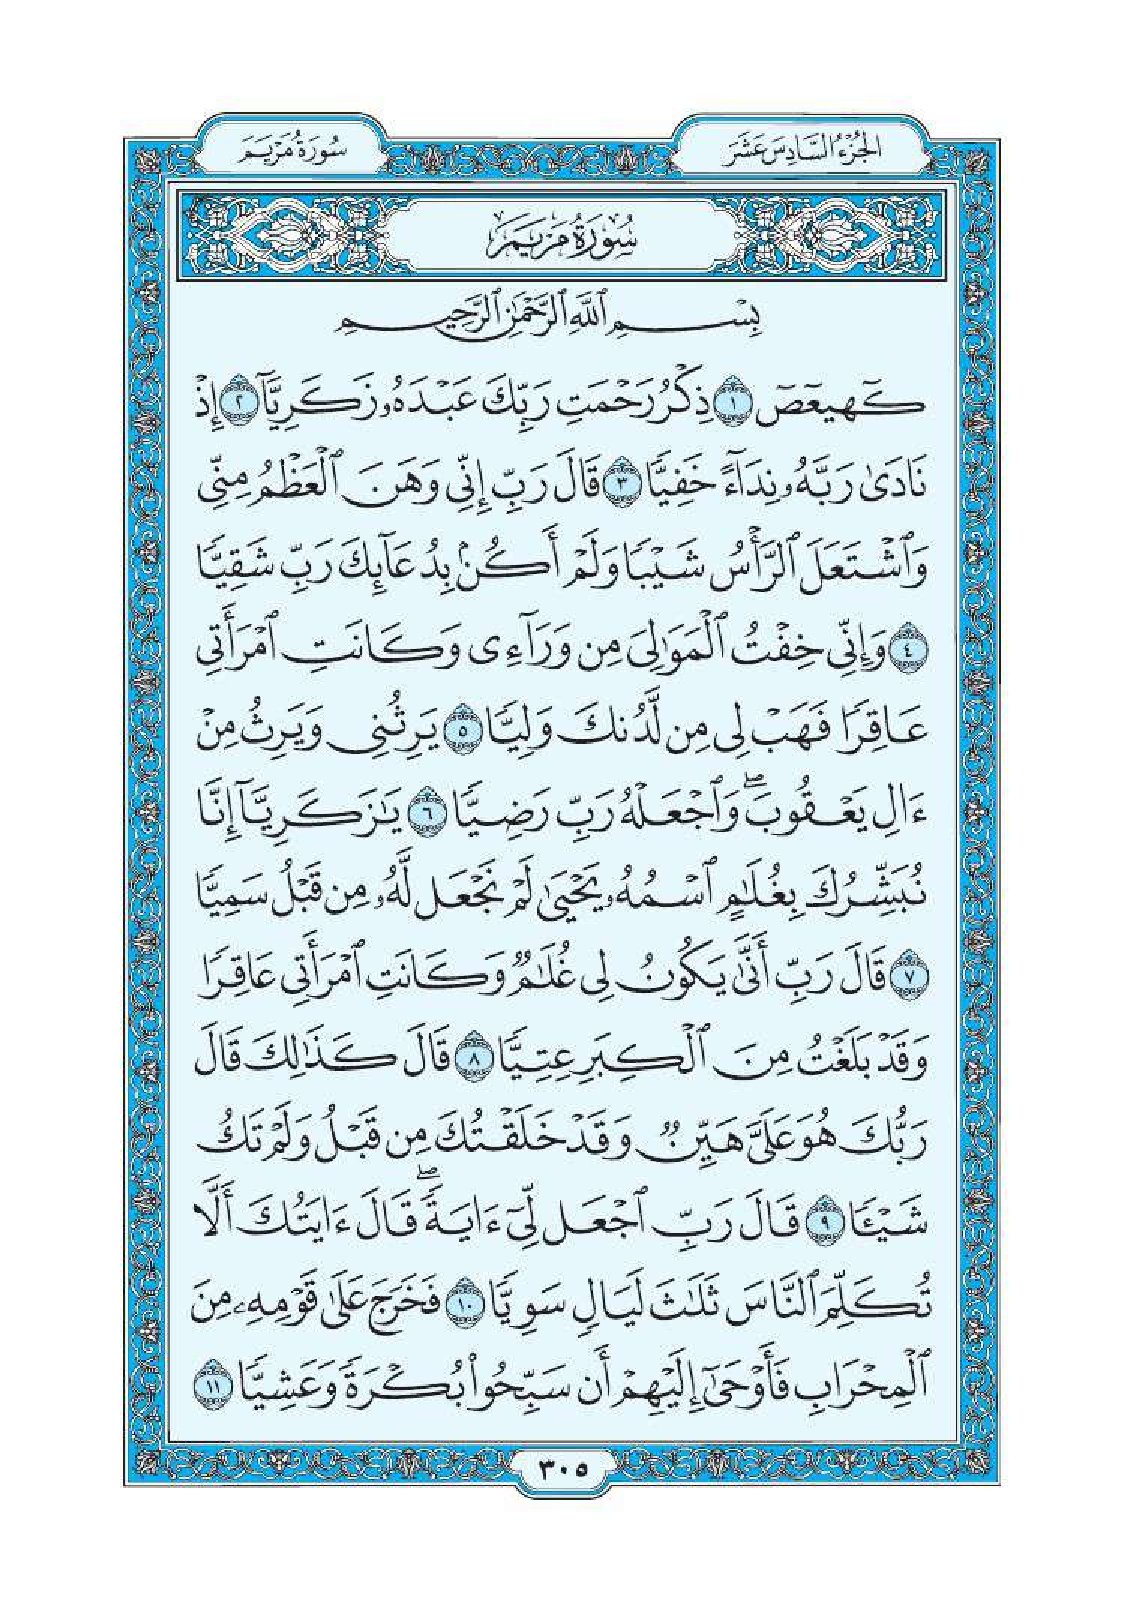 الجُزْءُ السَّادِسَ عَشَرَ
سُورَةُ مَرْيَمَ
سُورَةُ مَرْيَمَ
بِسْمِ ٱللَّهِ ٱلرَّحْمَٰنِ ٱلرَّحِيمِ
كٓهيعٓصٓ ١ ذِكْرُ رَحْمَتِ رَبِّكَ عَبْدَهُۥ زَكَرِيَّآ ٢ إِذْ
نَادَىٰ رَبَّهُۥ نِدَآءً خَفِيًّا ٣ قَالَ رَبِّ إِنِّى وَهَنَ ٱلْعَظْمُ مِنِّى
وَٱشْتَعَلَ ٱلرَّأْسُ شَيْبًا وَلَمْ أَكُنۢ بِدُعَآئِكَ رَبِّ شَقِيًّا
٤ وَإِنِّى خِفْتُ ٱلْمَوَٰلِىَ مِن وَرَآءِى وَكَانَتِ ٱمْرَأَتِى
عَاقِرًا فَهَبْ لِى مِن لَّدُنكَ وَلِيًّا ٥ يَرِثُنِى وَيَرِثُ مِنْ
ءَالِ يَعْقُوبَ ۖ وَٱجْعَلْهُ رَبِّ رَضِيًّا ٦ يَٰزَكَرِيَّآ إِنَّا
نُبَشِّرُكَ بِغُلَٰمٍ ٱسْمُهُۥ يَحْيَىٰ لَمْ نَجْعَل لَّهُۥ مِن قَبْلُ سَمِيًّا
٧ قَالَ رَبِّ أَنَّىٰ يَكُونُ لِى غُلَٰمٌ وَكَانَتِ ٱمْرَأَتِى عَاقِرًا
وَقَدْ بَلَغْتُ مِنَ ٱلْكِبَرِ عِتِيًّا ٨ قَالَ كَذَٰلِكَ قَالَ
رَبُّكَ هُوَ عَلَىَّ هَيِّنٌ وَقَدْ خَلَقْتُكَ مِن قَبْلُ وَلَمْ تَكُ
شَيْـًٔا ٩ قَالَ رَبِّ ٱجْعَل لِّىٓ ءَايَةً ۚ قَالَ ءَايَتُكَ أَلَّا
تُكَلِّمَ ٱلنَّاسَ ثَلَٰثَ لَيَالٍ سَوِيًّا ١٠ فَخَرَجَ عَلَىٰ قَوْمِهِۦ مِنَ
ٱلْمِحْرَابِ فَأَوْحَىٰٓ إِلَيْهِمْ أَن سَبِّحُوا۟ بُكْرَةً وَعَشِيًّا ١١
٣٠٥